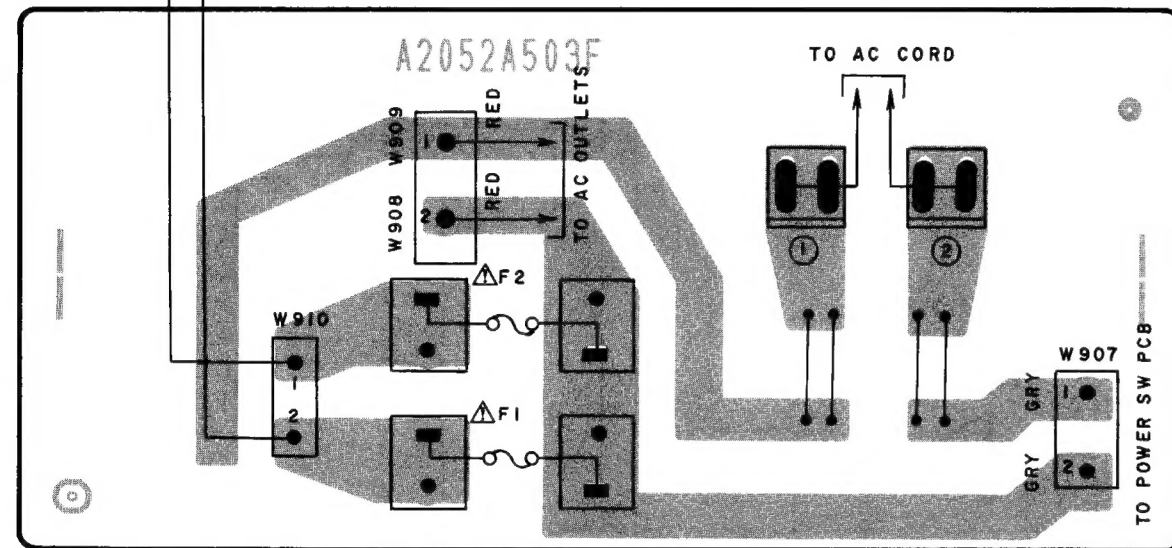 A2052A503F
TO AC CORD
W909
1
RED
W908
2
RED
TO AC OUTLETS
1
2
⚠F2
W910
1
2
⚠F1
W907
GRY
1
GRY
2
TO POWER SW PCB